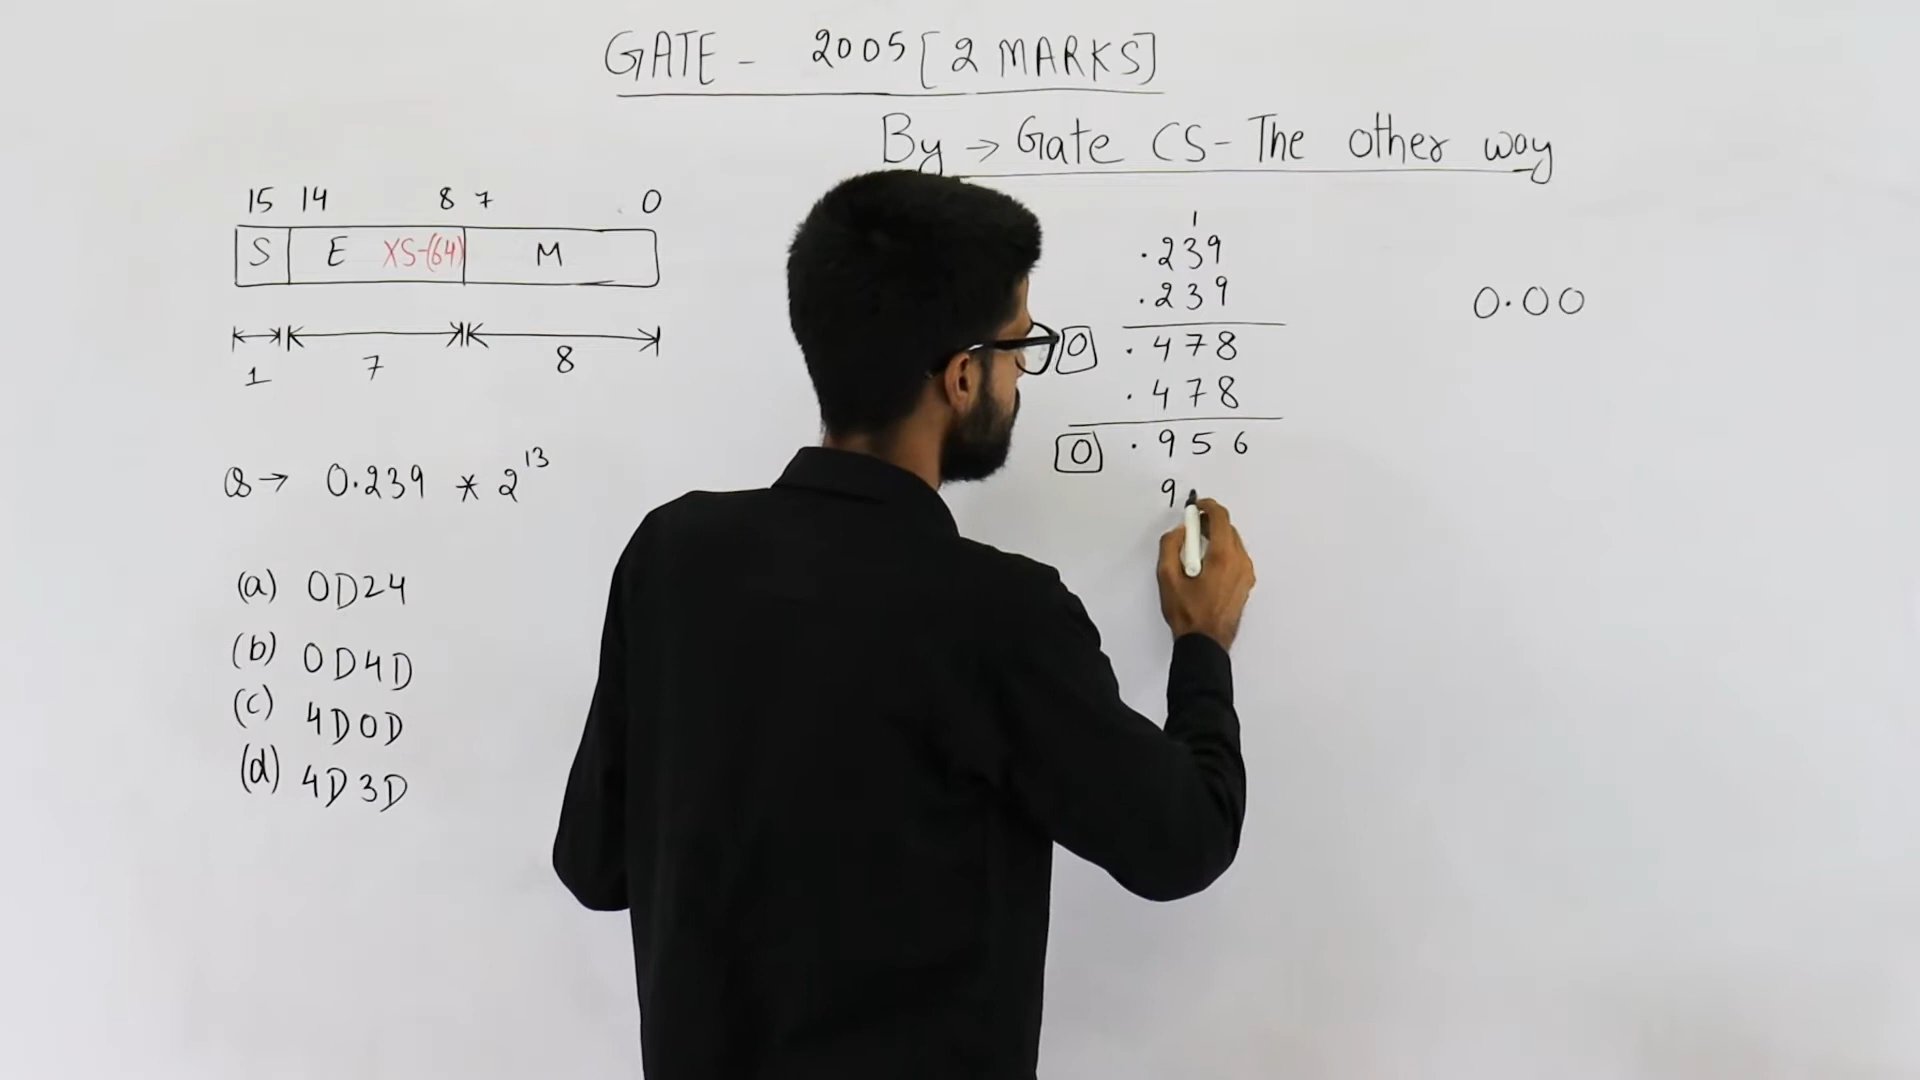 GATE - 2005 [2 MARKS]
By → Gate CS - The other way
15 14 8 7 0
S E XS-(64) M
1 7 8
Q → 0.239 * 2^13
(a) 0D24
(b) 0D4D
(c) 4D0D
(d) 4D3D
1
.239
.239
0 .478
.478
0 .956
9
0.00